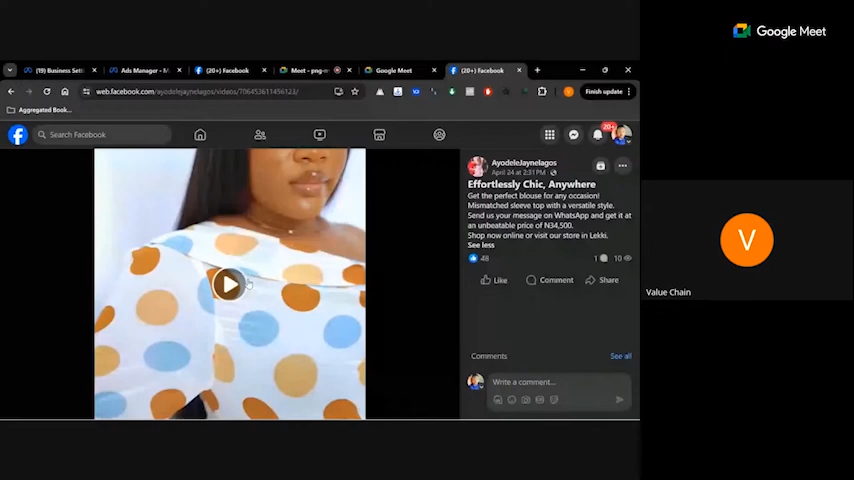 Google Meet
(19) Business Sett
Ads Manager - M
(20+) Facebook
Meet - png-
Google Meet
(20+) Facebook
web.facebook.com/ayodelejaynelagos/videos/706453611456123/
Finish update
Aggregated Book...
Search Facebook
20+
AyodeleJaynelagos
April 24 at 2:31PM
Effortlessly Chic, Anywhere
Get the perfect blouse for any occasion!
Mismatched sleeve top with a versatile style.
Send us your message on WhatsApp and get it at
an unbeatable price of N34,500.
Shop now online or visit our store in Lekki.
See less
48
1
10
Like
Comment
Share
V
Value Chain
Comments
See all
Write a comment...